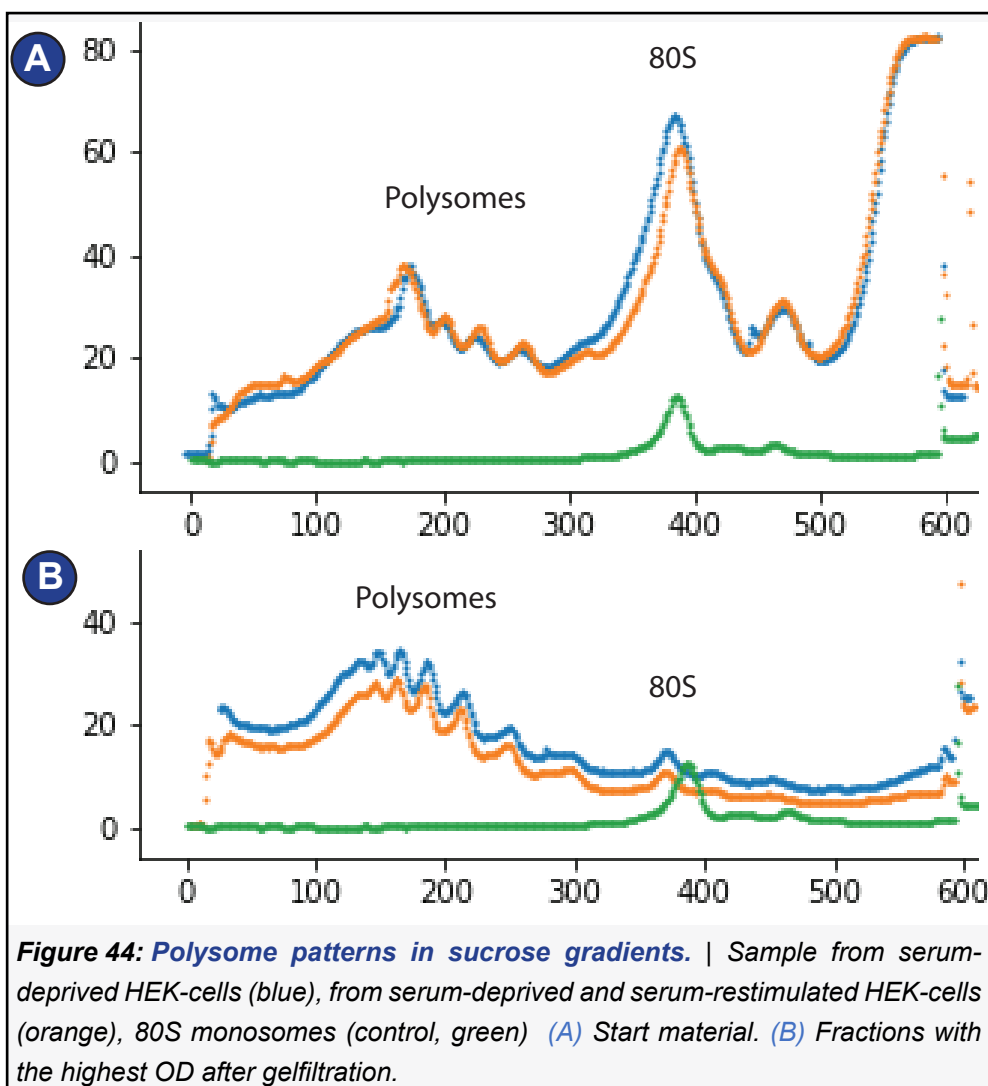 A
80
80S
60
Polysomes
40
20
0
0 100 200 300 400 500 600
B
Polysomes
40
80S
20
0
0 100 200 300 400 500 600
Figure 44: Polysome patterns in sucrose gradients. | Sample from serum-
deprived HEK-cells (blue), from serum-deprived and serum-restimulated HEK-cells
(orange), 80S monosomes (control, green) (A) Start material. (B) Fractions with
the highest OD after gelfiltration.